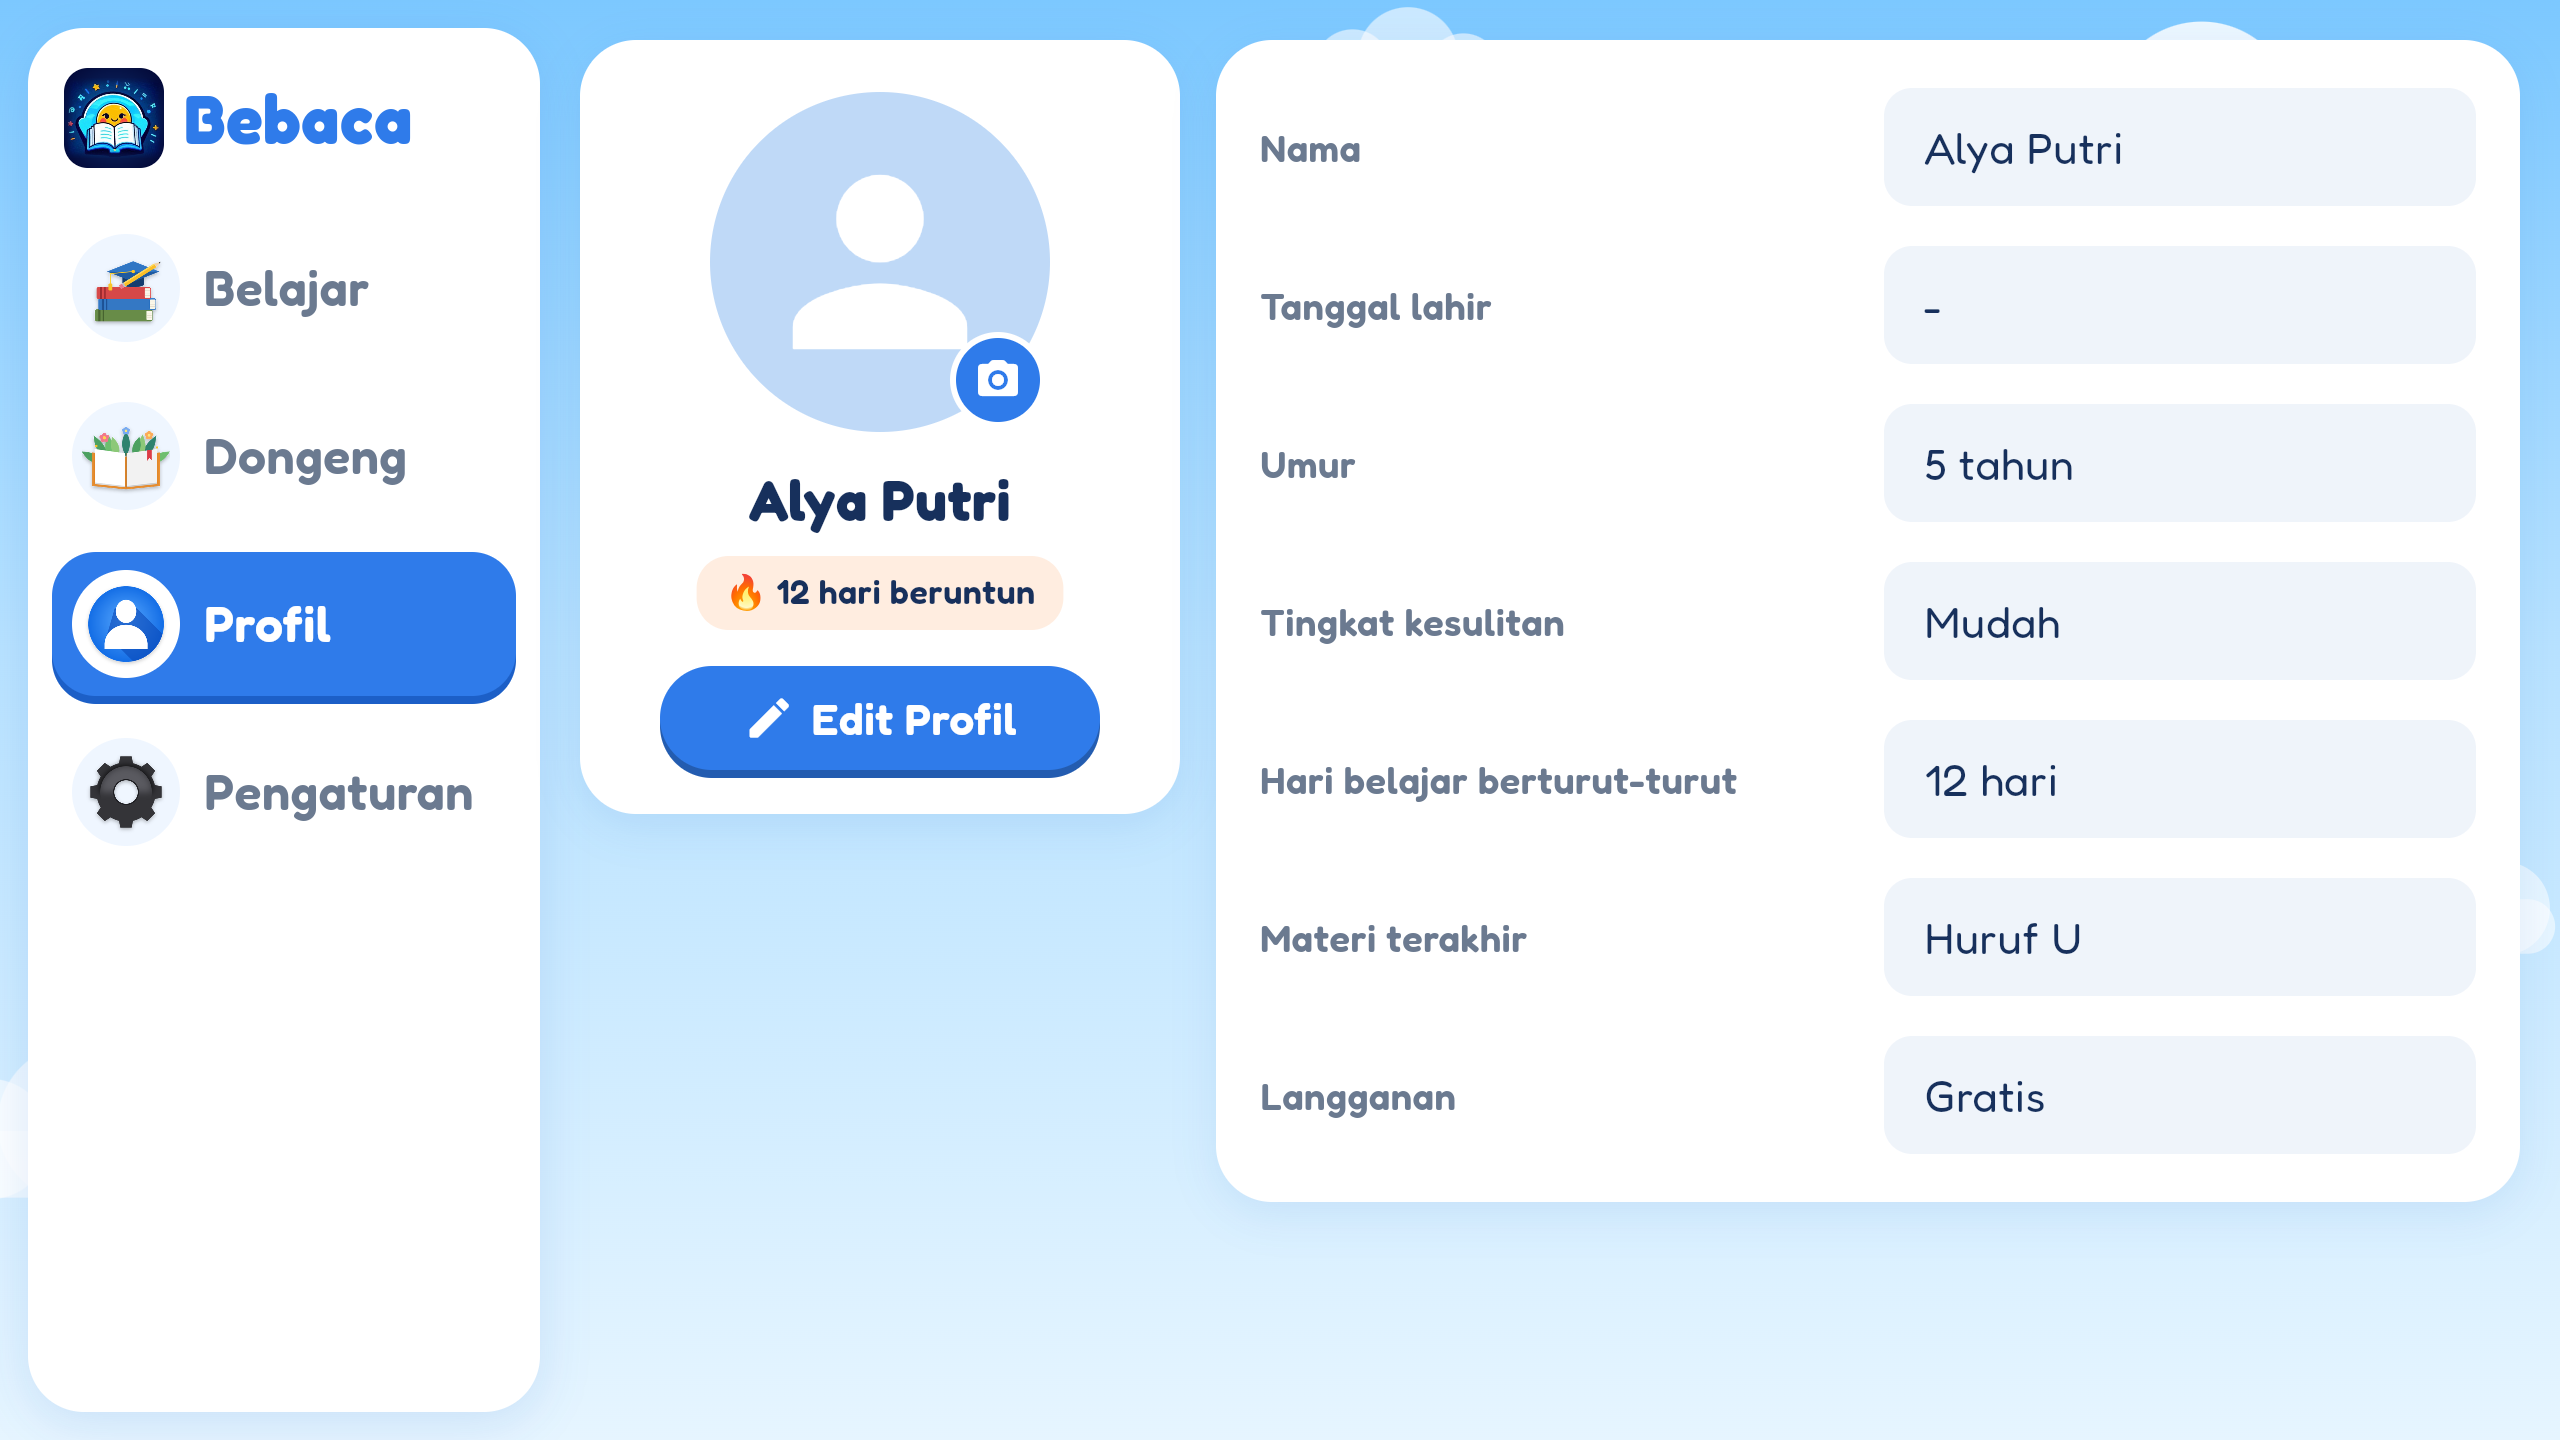 Bebaca
Belajar
Dongeng
Profil
Pengaturan
Alya Putri
🔥 12 hari beruntun
Edit Profil
Nama
Alya Putri
Tanggal lahir
-
Umur
5 tahun
Tingkat kesulitan
Mudah
Hari belajar berturut-turut
12 hari
Materi terakhir
Huruf U
Langganan
Gratis